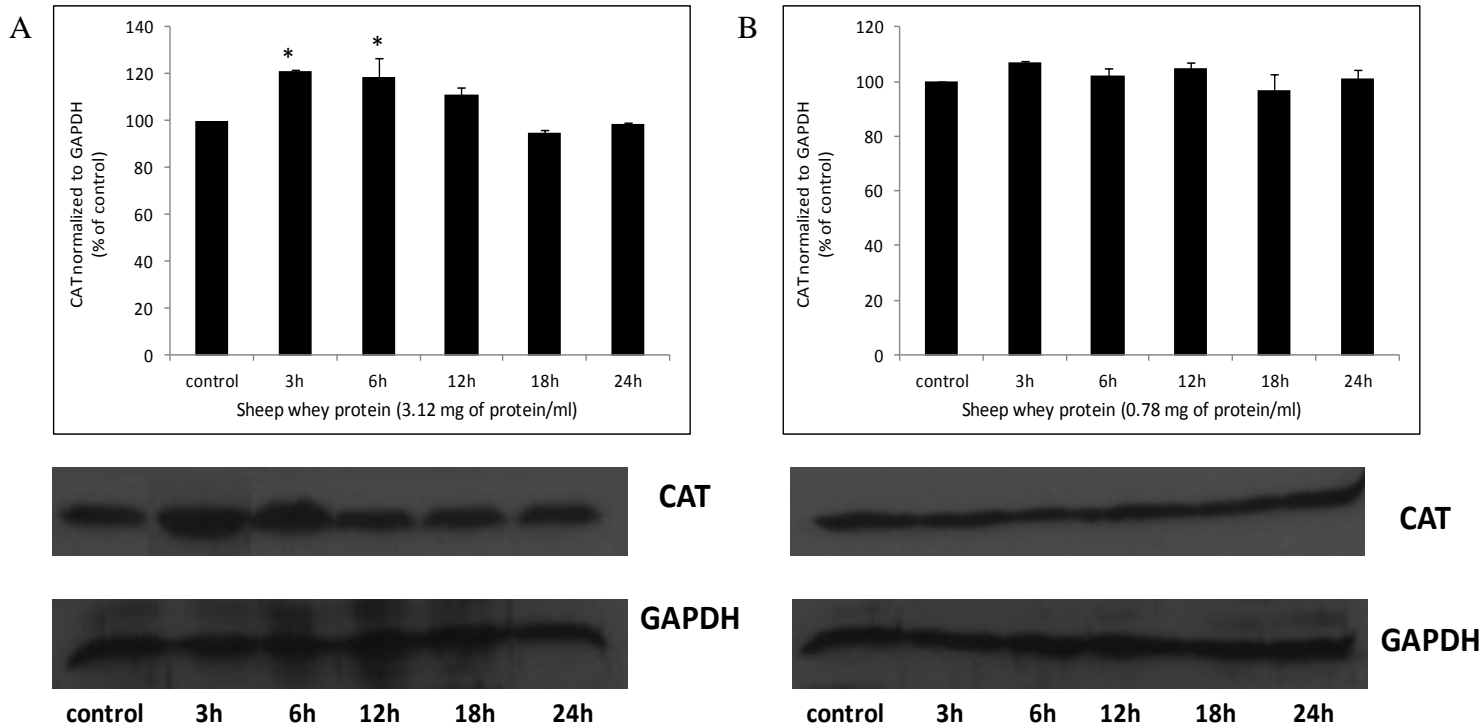 A
140
120
100
80
60
40
20
0
CAT normalized to GAPDH
(% of control)
*
*
control 3h 6h 12h 18h 24h
Sheep whey protein (3.12 mg of protein/ml)
B
120
100
80
60
40
20
0
CAT normalized to GAPDH
(% of control)
control 3h 6h 12h 18h 24h
Sheep whey protein (0.78 mg of protein/ml)
CAT
GAPDH
control 3h 6h 12h 18h 24h
CAT
GAPDH
control 3h 6h 12h 18h 24h